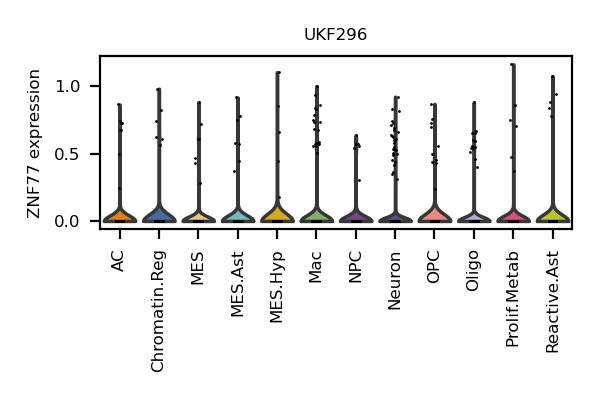 UKF296
ZNF77 expression
1.0
0.5
0.0
AC
Chromatin.Reg
MES
MES.Ast
MES.Hyp
Mac
NPC
Neuron
OPC
Oligo
Prolif.Metab
Reactive.Ast